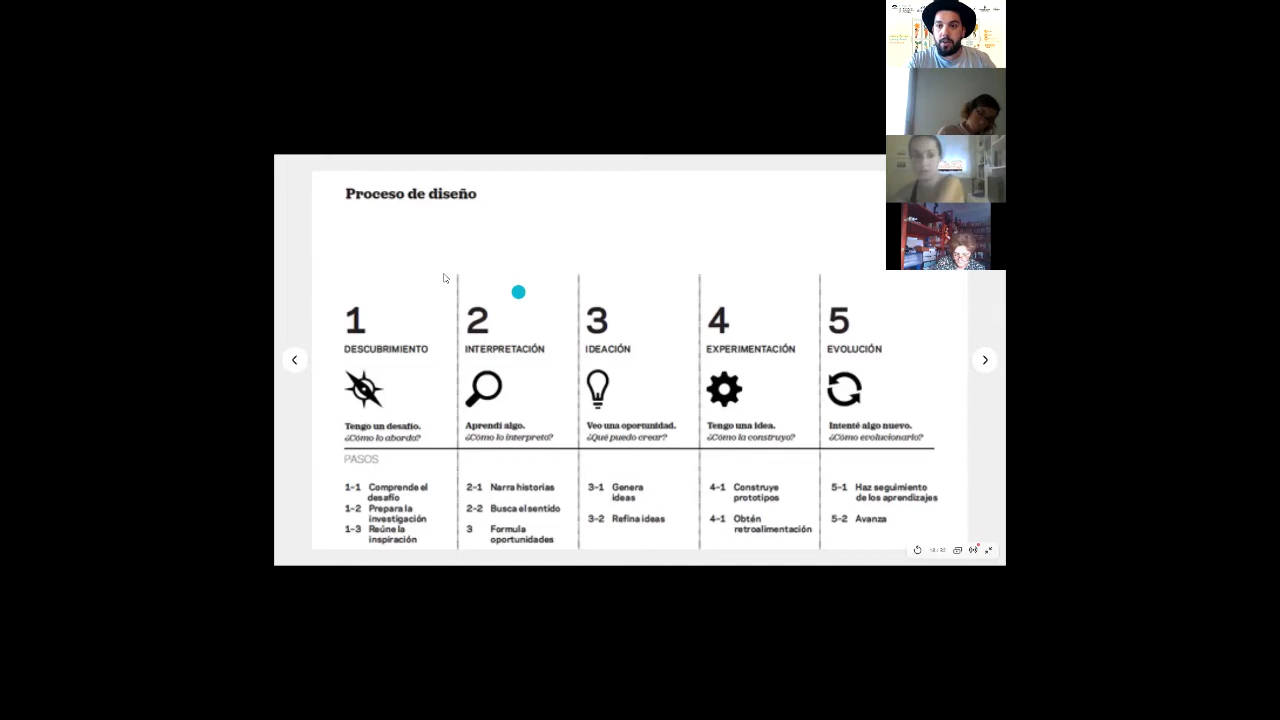 Proceso de diseño
1
DESCUBRIMIENTO
Tengo un desafío.
¿Cómo lo abordo?
2
INTERPRETACIÓN
Aprendí algo.
¿Cómo lo interpreto?
3
IDEACIÓN
Veo una oportunidad.
¿Qué puedo crear?
4
EXPERIMENTACIÓN
Tengo una idea.
¿Cómo la construyo?
5
EVOLUCIÓN
Intenté algo nuevo.
¿Cómo evolucionarlo?
PASOS
1-1 Comprende el
desafío
1-2 Prepara la
investigación
1-3 Reúne la
inspiración
2-1 Narra historias
2-2 Busca el sentido
3 Formula
oportunidades
3-1 Genera
ideas
3-2 Refina ideas
4-1 Construye
prototipos
4-1 Obtén
retroalimentación
5-1 Haz seguimiento
de los aprendizajes
5-2 Avanza